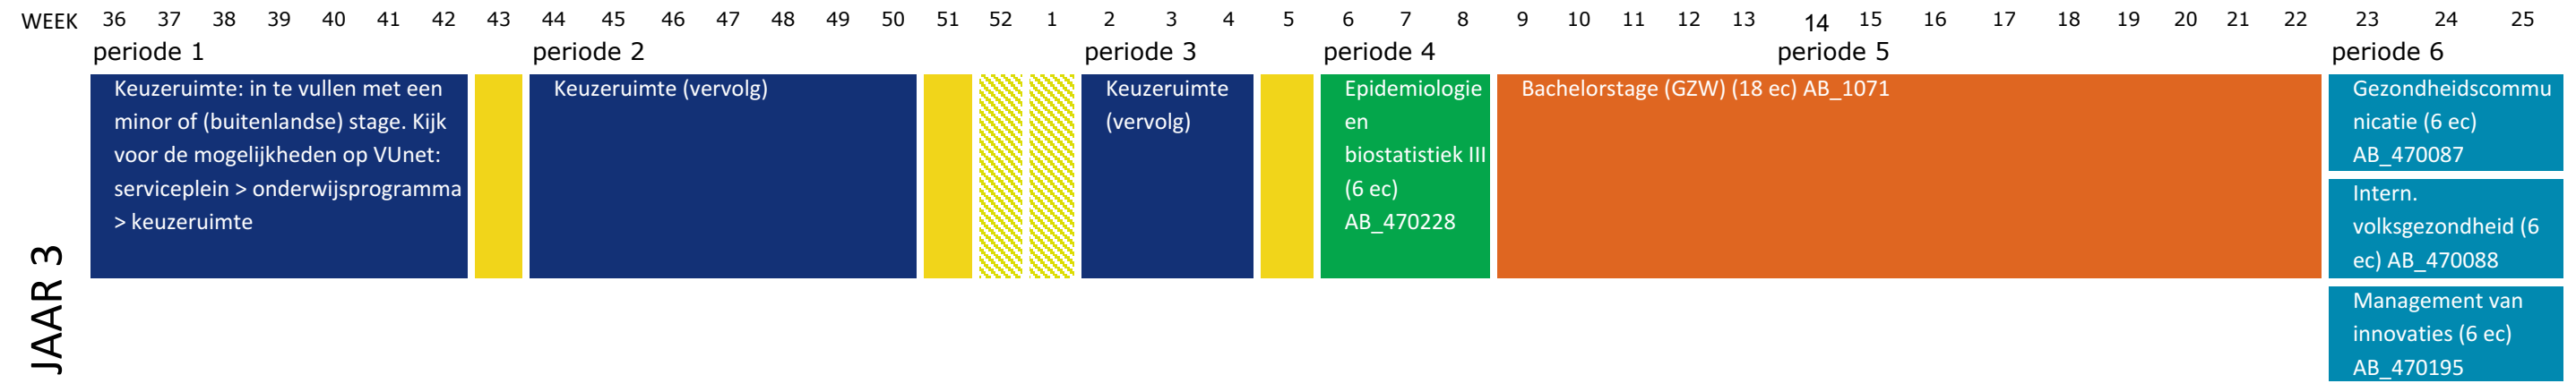 WEEK 36 37 38 39 40 41 42 43 44 45 46 47 48 49 50 51 52 1 2 3 4 5 6 7 8 9 10 11 12 13 14 15 16 17 18 19 20 21 22 23 24 25
periode 1 periode 2 periode 3 periode 4 periode 5 periode 6
JAAR 3
Keuzeruimte: in te vullen met een
minor of (buitenlandse) stage. Kijk
voor de mogelijkheden op VUnet:
serviceplein > onderwijsprogramma
> keuzeruimte
Keuzeruimte (vervolg)
Keuzeruimte
(vervolg)
Epidemiologie
en
biostatistiek III
(6 ec)
AB_470228
Bachelorstage (GZW) (18 ec) AB_1071
Gezondheidscommu
nicatie (6 ec)
AB_470087
Intern.
volksgezondheid (6
ec) AB_470088
Management van
innovaties (6 ec)
AB_470195